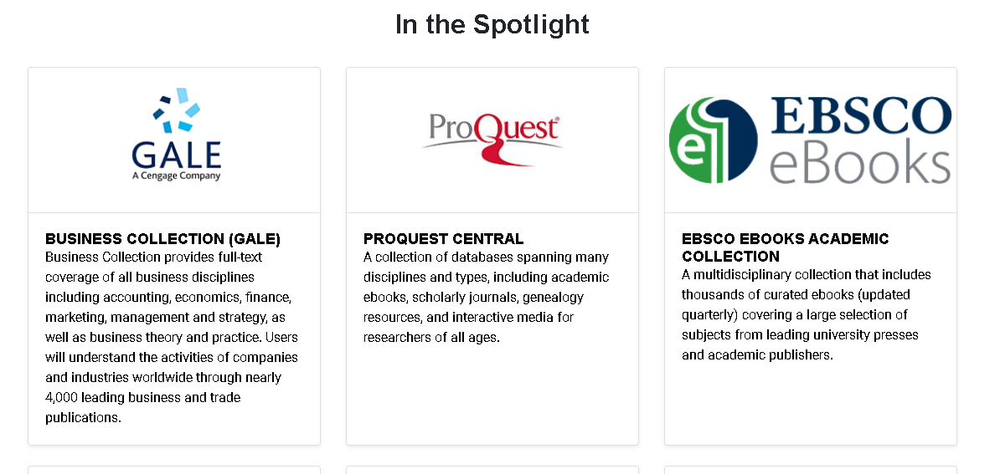 In the Spotlight
GALE
A Cengage Company
BUSINESS COLLECTION (GALE)
Business Collection provides full-text
coverage of all business disciplines
including accounting, economics, finance,
marketing, management and strategy, as
well as business theory and practice. Users
will understand the activities of companies
and industries worldwide through nearly
4,000 leading business and trade
publications.
ProQuest®
PROQUEST CENTRAL
A collection of databases spanning many
disciplines and types, including academic
ebooks, scholarly journals, genealogy
resources, and interactive media for
researchers of all ages.
e
EBSCO
eBooks
EBSCO EBOOKS ACADEMIC
COLLECTION
A multidisciplinary collection that includes
thousands of curated ebooks (updated
quarterly) covering a large selection of
subjects from leading university presses
and academic publishers.